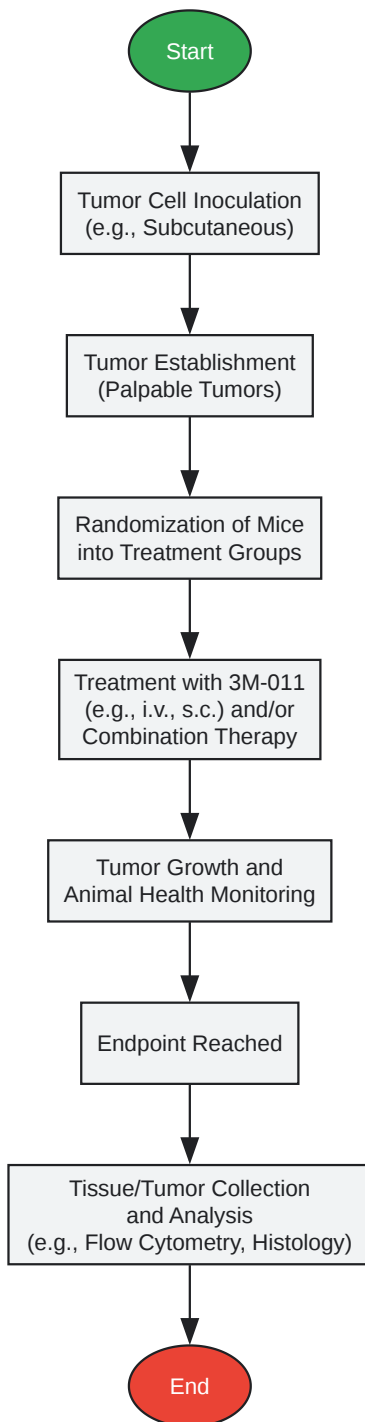 Start
Tumor Cell Inoculation
(e.g., Subcutaneous)
Tumor Establishment
(Palpable Tumors)
Randomization of Mice
into Treatment Groups
Treatment with 3M-011
(e.g., i.v., s.c.) and/or
Combination Therapy
Tumor Growth and
Animal Health Monitoring
Endpoint Reached
Tissue/Tumor Collection
and Analysis
(e.g., Flow Cytometry, Histology)
End